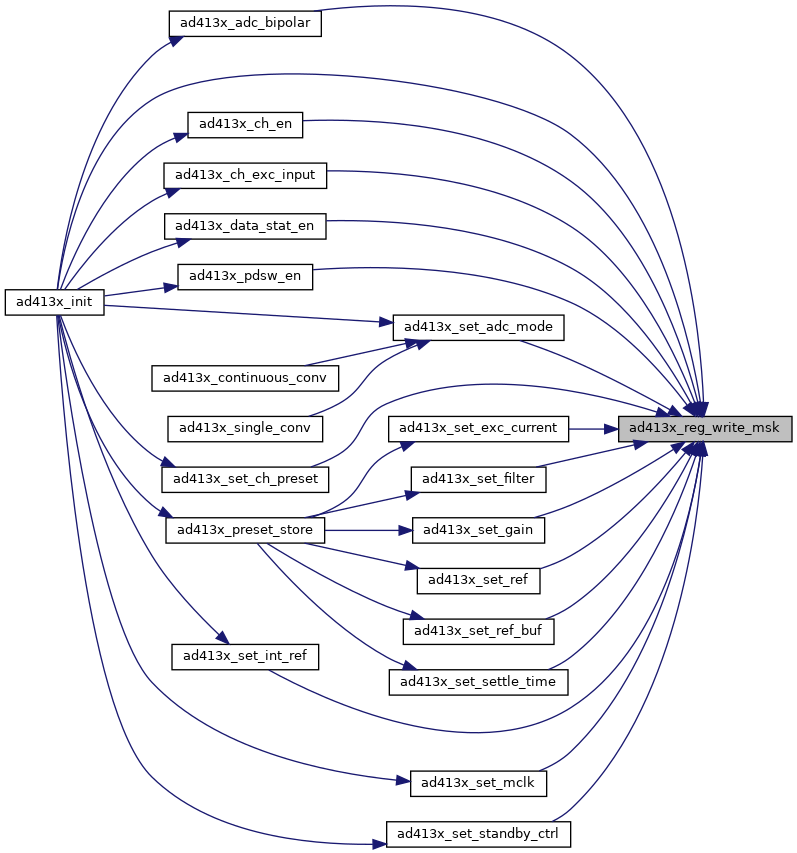 ad413x_adc_bipolar
ad413x_ch_en
ad413x_ch_exc_input
ad413x_data_stat_en
ad413x_pdsw_en
ad413x_init
ad413x_set_adc_mode
ad413x_continuous_conv
ad413x_single_conv
ad413x_set_exc_current
ad413x_reg_write_msk
ad413x_set_ch_preset
ad413x_set_filter
ad413x_preset_store
ad413x_set_gain
ad413x_set_ref
ad413x_set_ref_buf
ad413x_set_int_ref
ad413x_set_settle_time
ad413x_set_mclk
ad413x_set_standby_ctrl